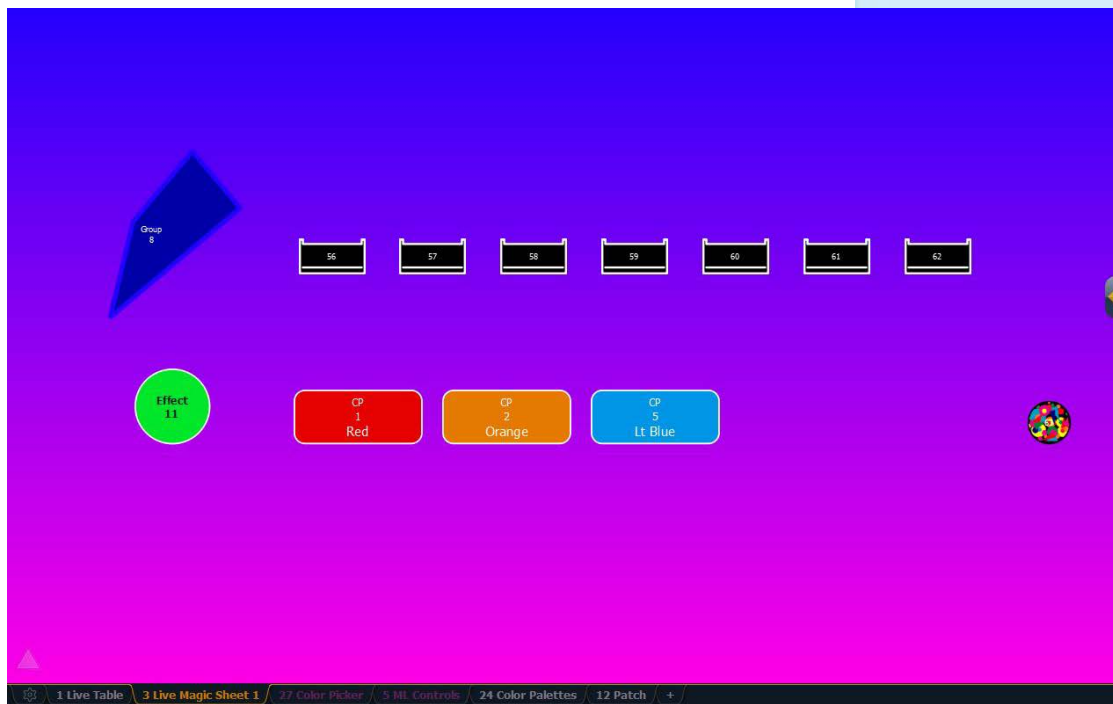 Group
8
56
57
58
59
60
61
62
Effect
11
CP
1
Red
CP
2
Orange
CP
5
Lt Blue
1 Live Table
3 Live Magic Sheet 1
27 Color Picker
5 ML Controls
24 Color Palettes
12 Patch
+